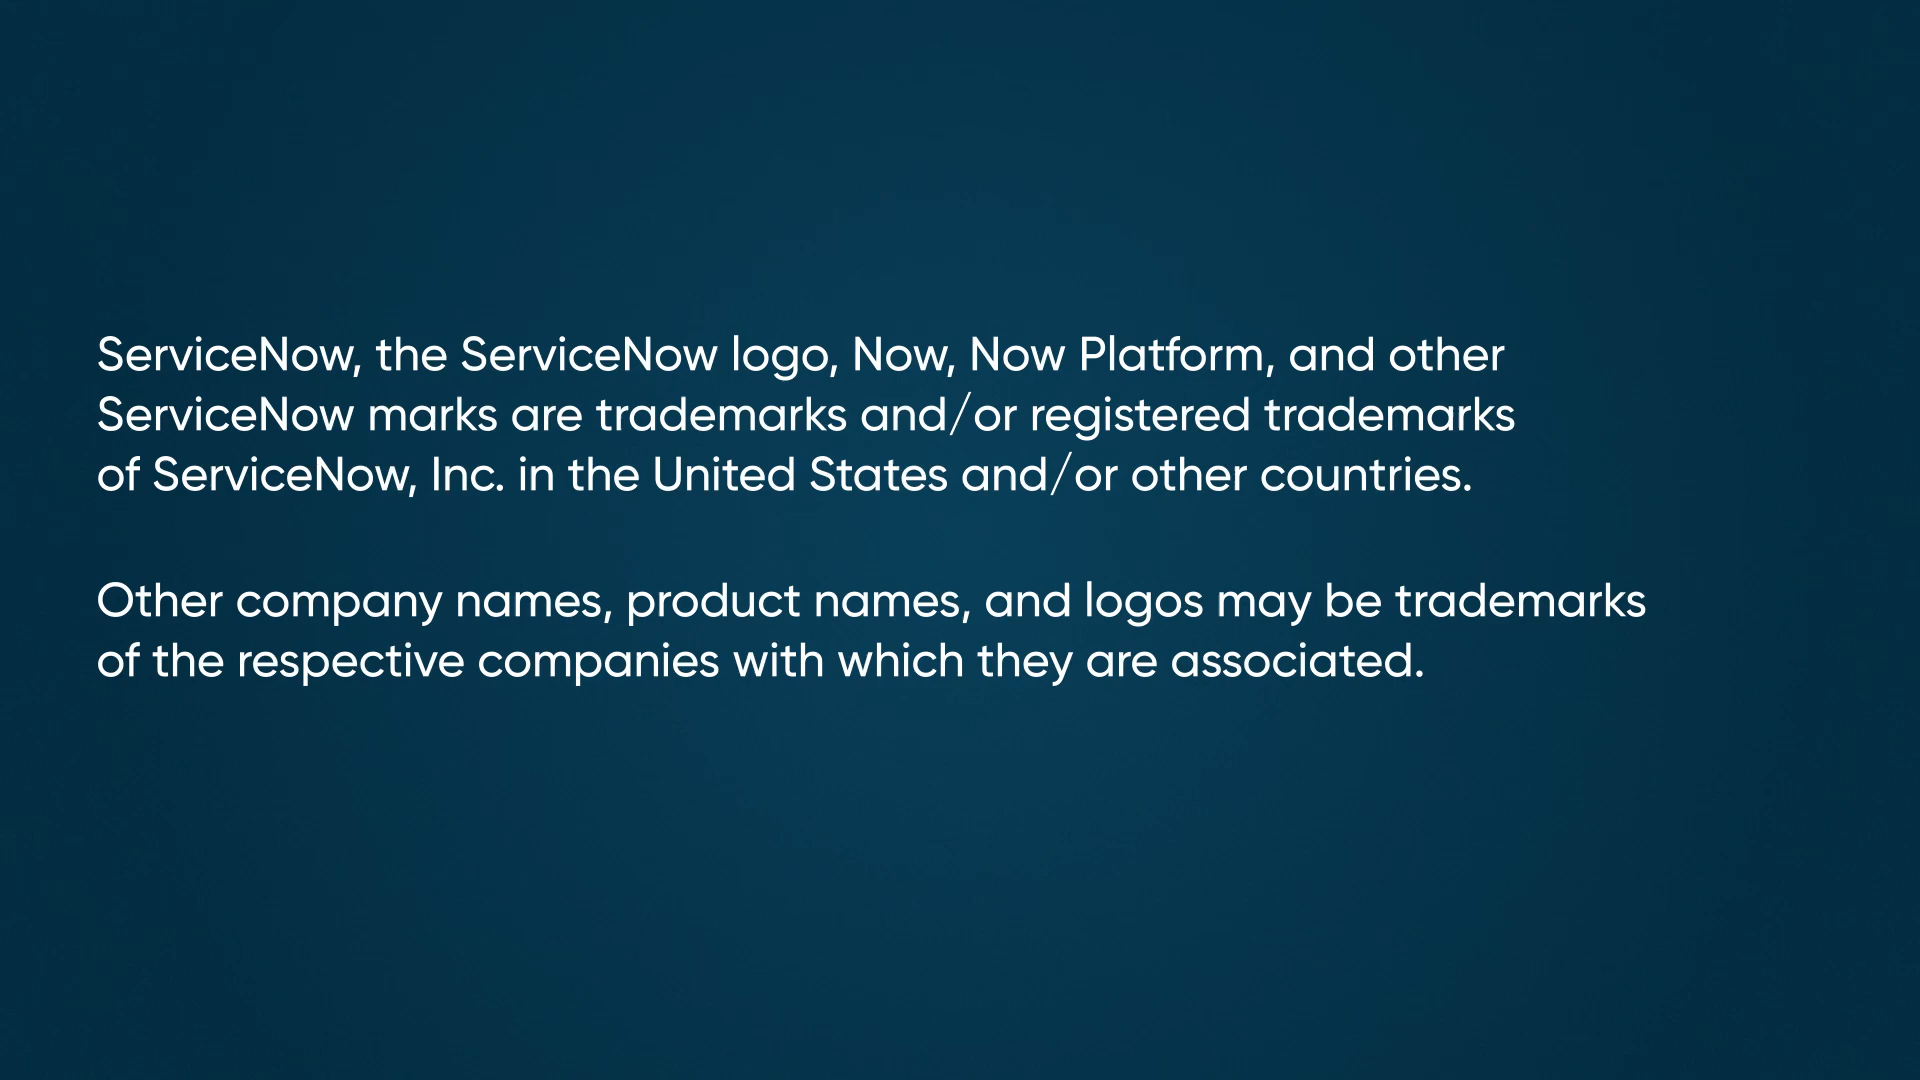 ServiceNow, the ServiceNow logo, Now, Now Platform, and other
ServiceNow marks are trademarks and/or registered trademarks
of ServiceNow, Inc. in the United States and/or other countries.
Other company names, product names, and logos may be trademarks
of the respective companies with which they are associated.